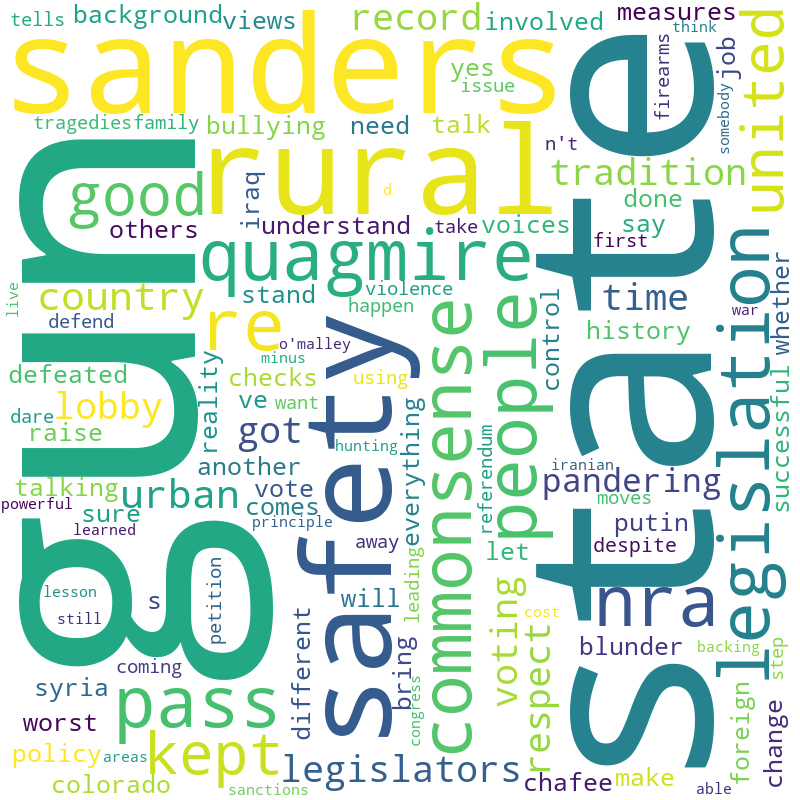 tells
background
views
record
involved
measures
think
sanders
yes
issue
firearms
job
somebody
united
tragediesfamily
bullying
need
talk
n't
rural
tradition
gun
good
d
iraq
others
understand
take
voices
done
say
first
state
quagmire
country
stand
violence
happen
time
live
defend
re
o'malley
history
war
whether
defeated
reality
minus
checks
using
safety
commonsense
people
control
legislation
dare
lobby
ve
want
raise
got
hunting
everything
referendum
successful
talking
urban
another
vote
iranian
pandering
moves
powerful
sure
comes
principle
learned
away
leading
let
putin
despite
nra
lesson
still
s
petition
will
voting
cost
coming
different
bring
respect
blunder
backing
step
syria
pass
congress
foreign
change
worst
kept
policy
areas
legislators
colorado
sanctions
chafee
make
able